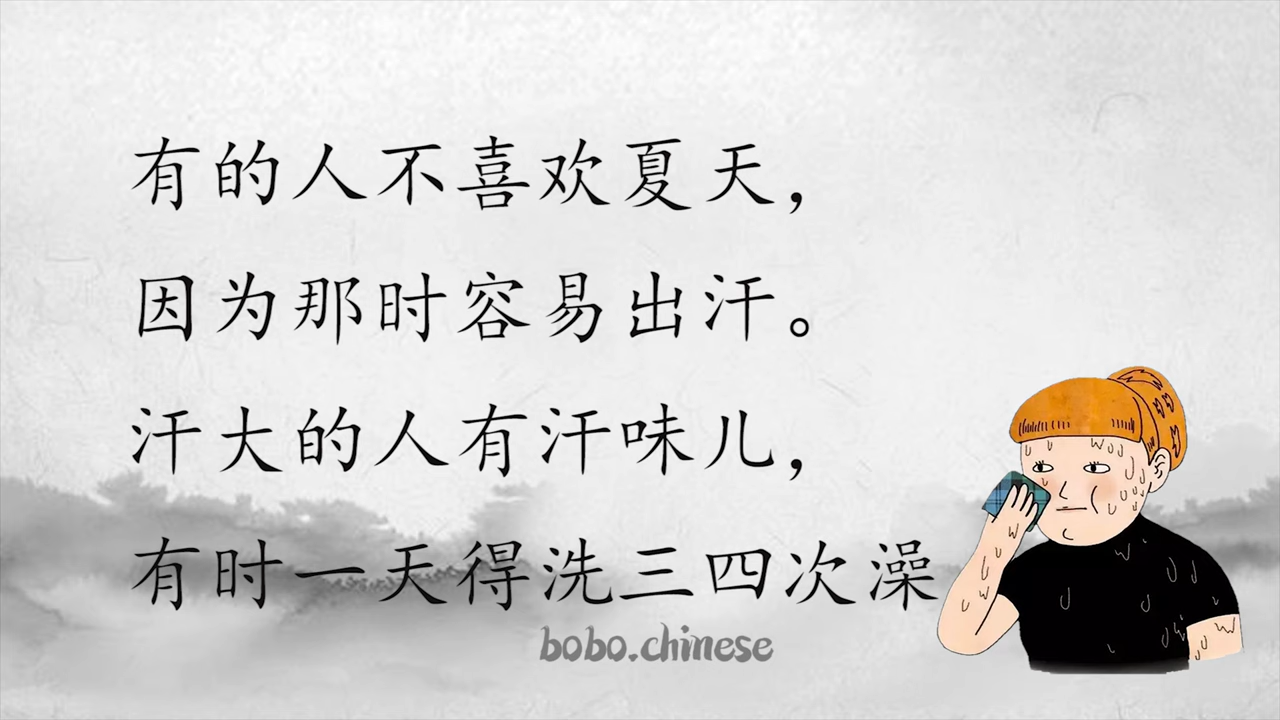 有的人不喜欢夏天，
因为那时容易出汗。
汗大的人有汗味儿，
有时一天得洗三四次澡
bobo.chinese